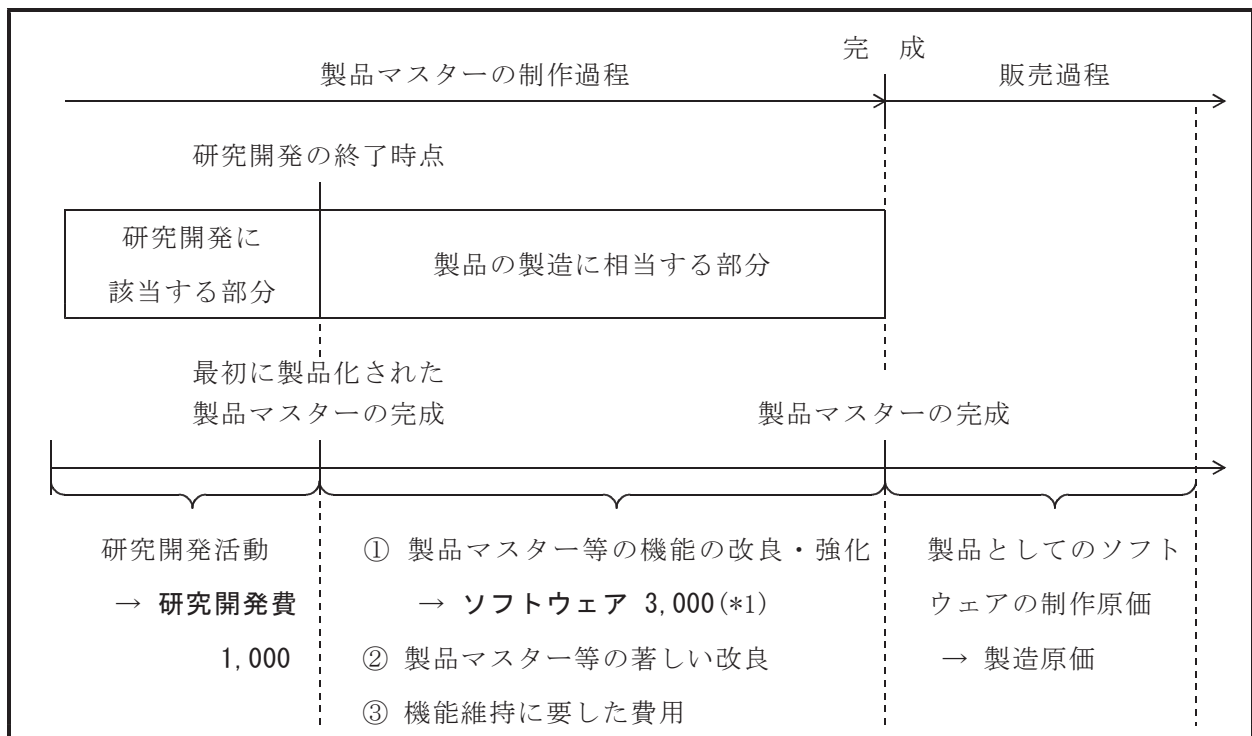 完　成
製品マスターの制作過程
販売過程
研究開発の終了時点
研究開発に
該当する部分
製品の製造に相当する部分
最初に製品化された
製品マスターの完成
製品マスターの完成
研究開発活動
→ 研究開発費
1,000
① 製品マスター等の機能の改良・強化
→ ソフトウェア 3,000(*1)
② 製品マスター等の著しい改良
③ 機能維持に要した費用
製品としてのソフト
ウェアの制作原価
→ 製造原価